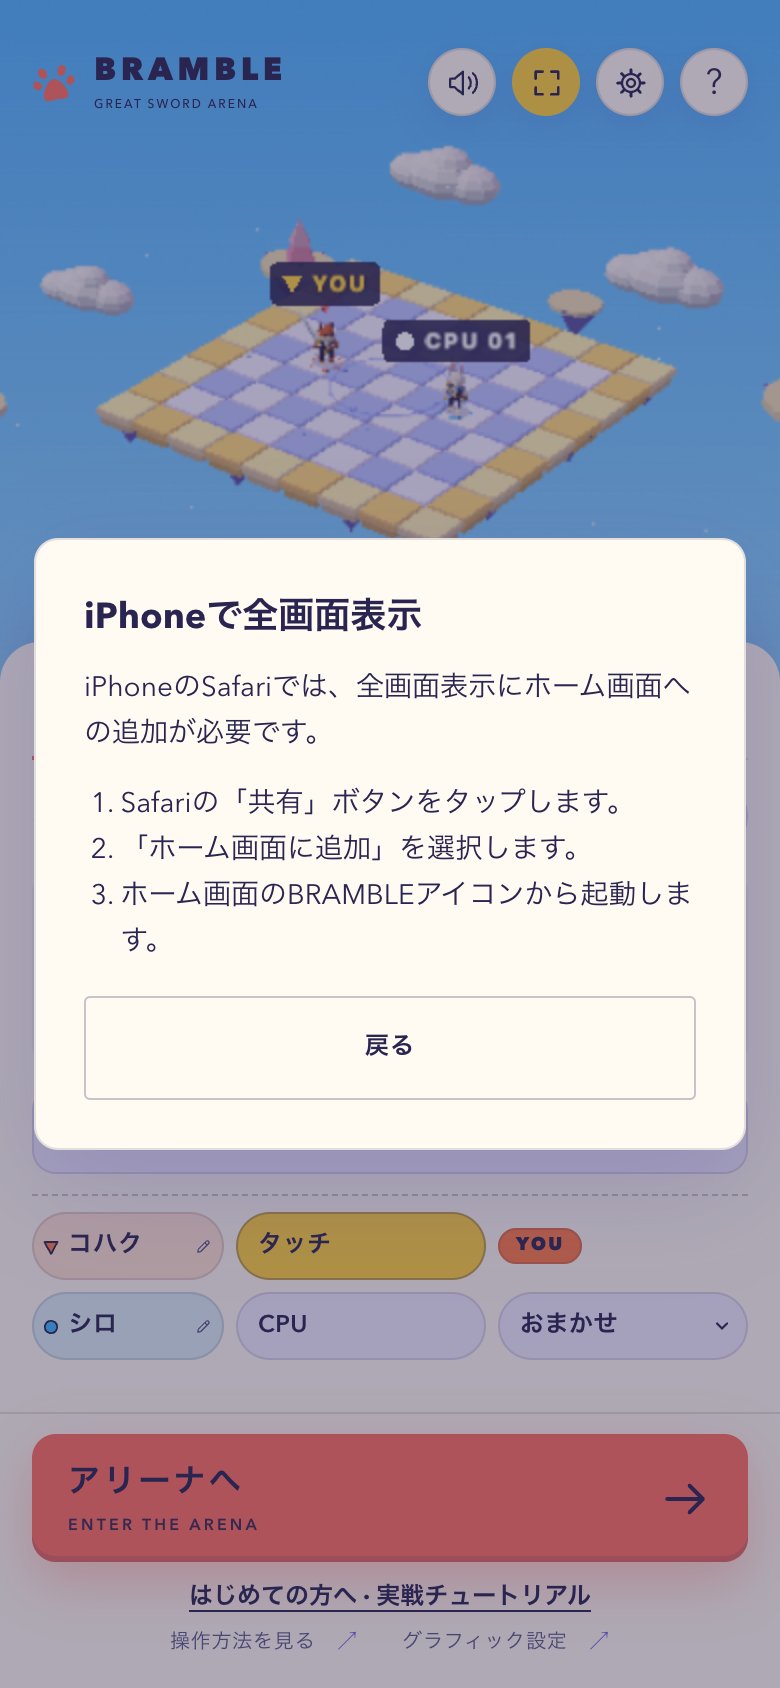 BRAMBLE
GREAT SWORD ARENA
?
YOU
CPU 01
iPhoneで全画面表示
iPhoneのSafariでは、全画面表示にホーム画面へ
の追加が必要です。
1. Safariの「共有」ボタンをタップします。
2. 「ホーム画面に追加」を選択します。
3. ホーム画面のBRAMBLEアイコンから起動しま
す。
戻る
コハク
タッチ
YOU
シロ
CPU
おまかせ
アリーナへ
ENTER THE ARENA
はじめての方へ・実戦チュートリアル
操作方法を見る ↗
グラフィック設定 ↗